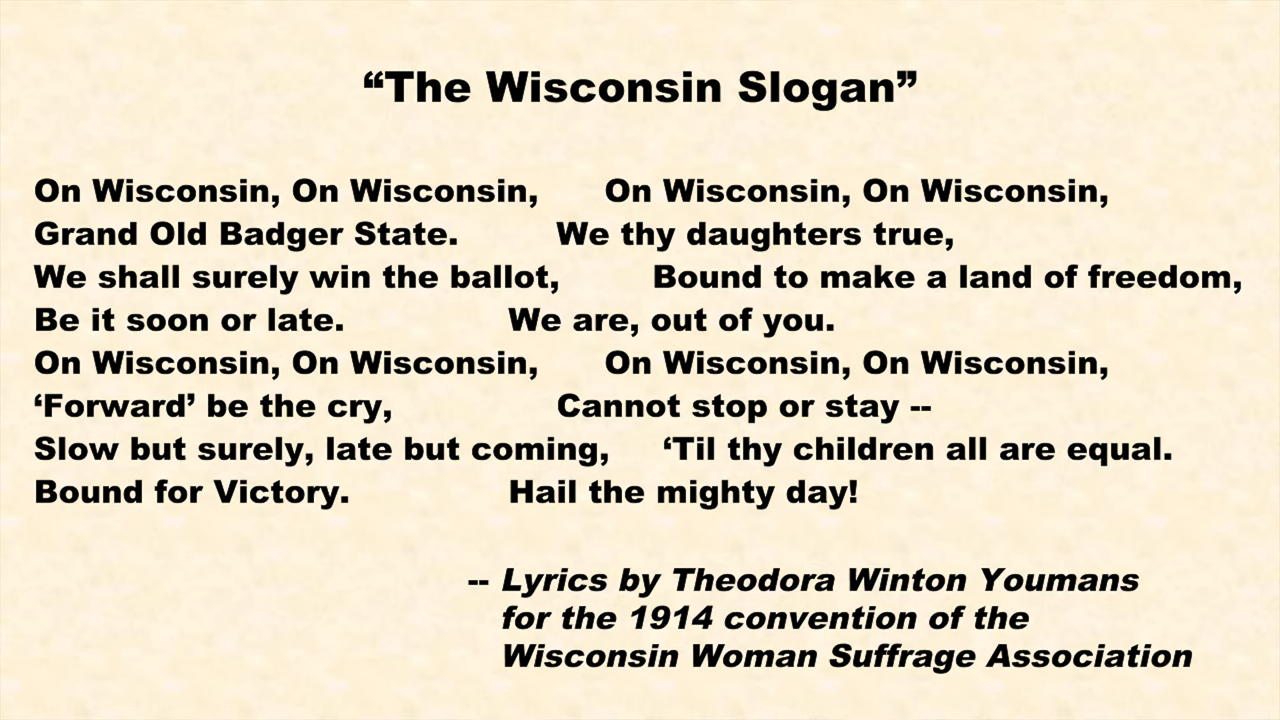 “The Wisconsin Slogan”
On Wisconsin, On Wisconsin,
Grand Old Badger State.
We shall surely win the ballot,
Be it soon or late.
On Wisconsin, On Wisconsin,
‘Forward’ be the cry,
Slow but surely, late but coming,
Bound for Victory.
On Wisconsin, On Wisconsin,
We thy daughters true,
Bound to make a land of freedom,
We are, out of you.
On Wisconsin, On Wisconsin,
Cannot stop or stay --
‘Til thy children all are equal.
Hail the mighty day!
-- Lyrics by Theodora Winton Youmans
for the 1914 convention of the
Wisconsin Woman Suffrage Association